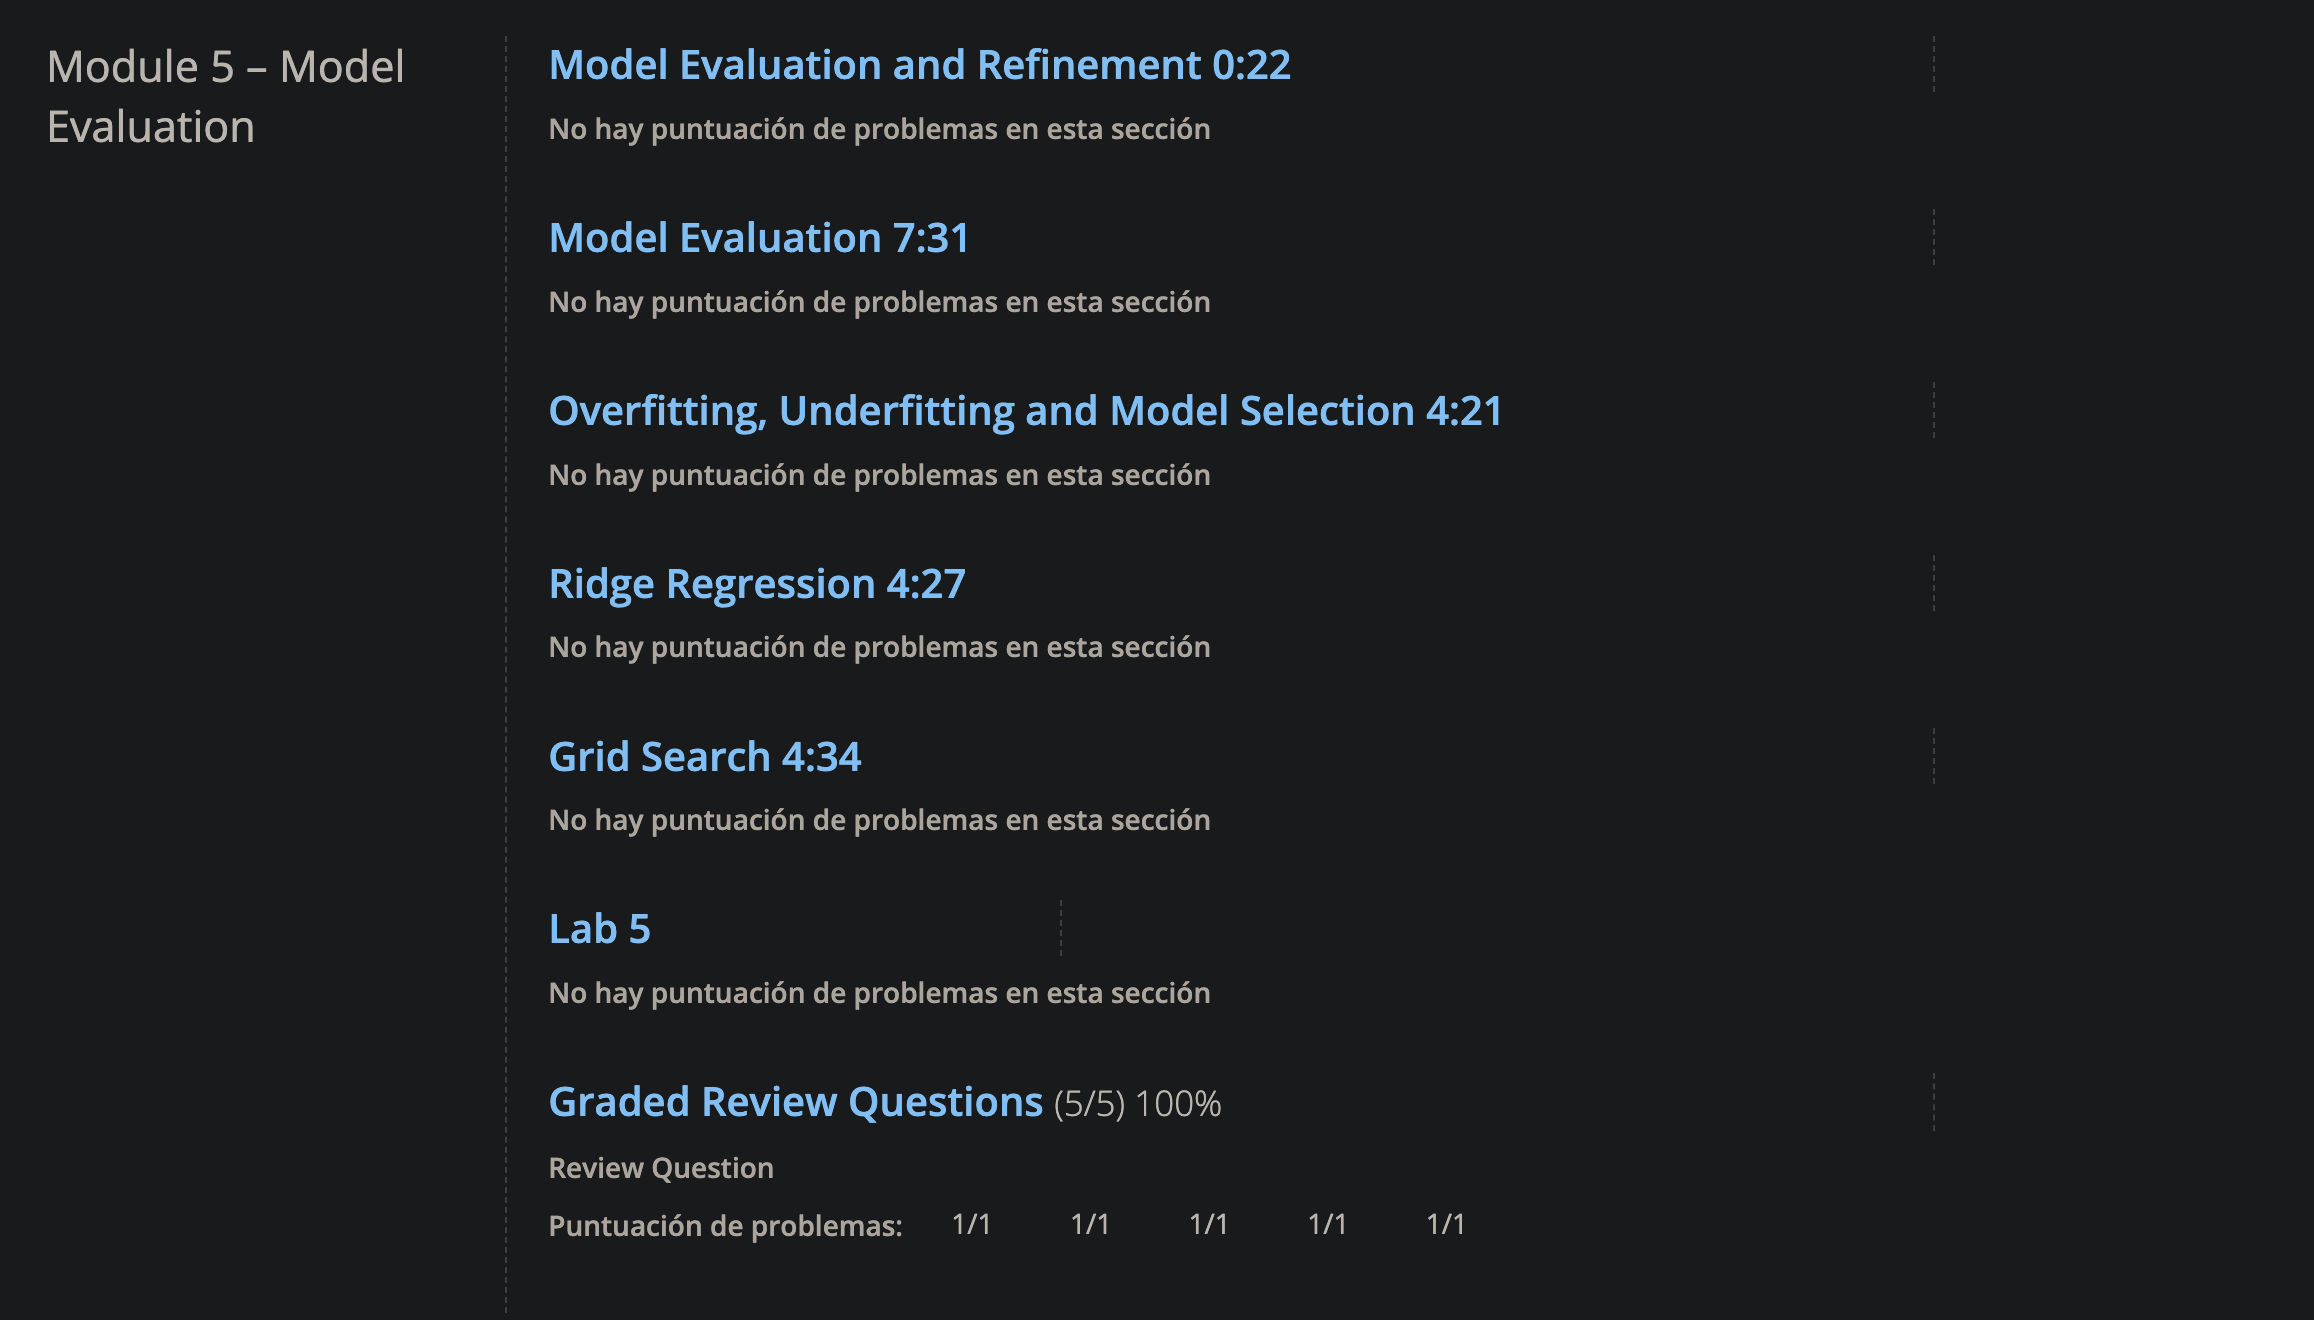 Module 5 – Model
Evaluation
Model Evaluation and Refinement 0:22
No hay puntuación de problemas en esta sección
Model Evaluation 7:31
No hay puntuación de problemas en esta sección
Overfitting, Underfitting and Model Selection 4:21
No hay puntuación de problemas en esta sección
Ridge Regression 4:27
No hay puntuación de problemas en esta sección
Grid Search 4:34
No hay puntuación de problemas en esta sección
Lab 5
No hay puntuación de problemas en esta sección
Graded Review Questions (5/5) 100%
Review Question
Puntuación de problemas: 1/1 1/1 1/1 1/1 1/1